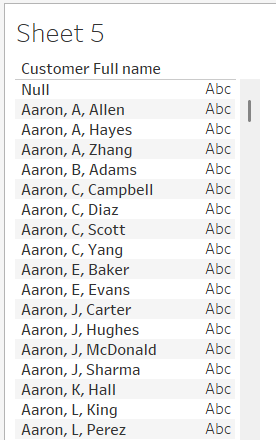 Sheet 5
Customer Full name
Null Abc
Aaron, A, Allen Abc
Aaron, A, Hayes Abc
Aaron, A, Zhang Abc
Aaron, B, Adams Abc
Aaron, C, Campbell Abc
Aaron, C, Diaz Abc
Aaron, C, Scott Abc
Aaron, C, Yang Abc
Aaron, E, Baker Abc
Aaron, E, Evans Abc
Aaron, J, Carter Abc
Aaron, J, Hughes Abc
Aaron, J, McDonald Abc
Aaron, J, Sharma Abc
Aaron, K, Hall Abc
Aaron, L, King Abc
Aaron, L, Perez Abc